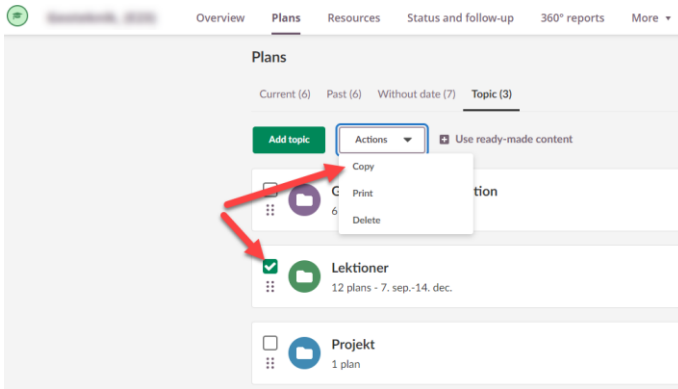 Overview Plans Resources Status and follow-up 360° reports More
Plans
Current (6) Past (6) Without date (7) Topic (3)
Add topic Actions Use ready-made content
Copy
Print
Delete
G tion
6
Lektioner
12 plans - 7. sep.-14. dec.
Projekt
1 plan